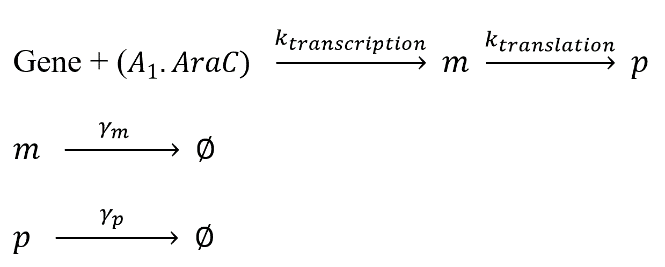 Gene + (A₁. AraC) —k_transcription→ m —k_translation→ p
m —γ_m→ ∅
p —γ_p→ ∅